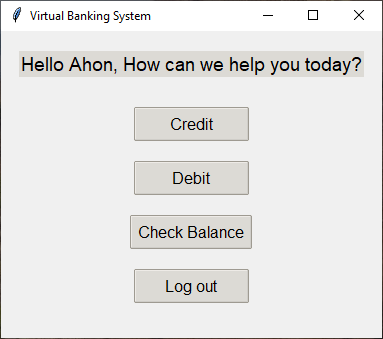 Virtual Banking System
Hello Ahon, How can we help you today?
Credit
Debit
Check Balance
Log out